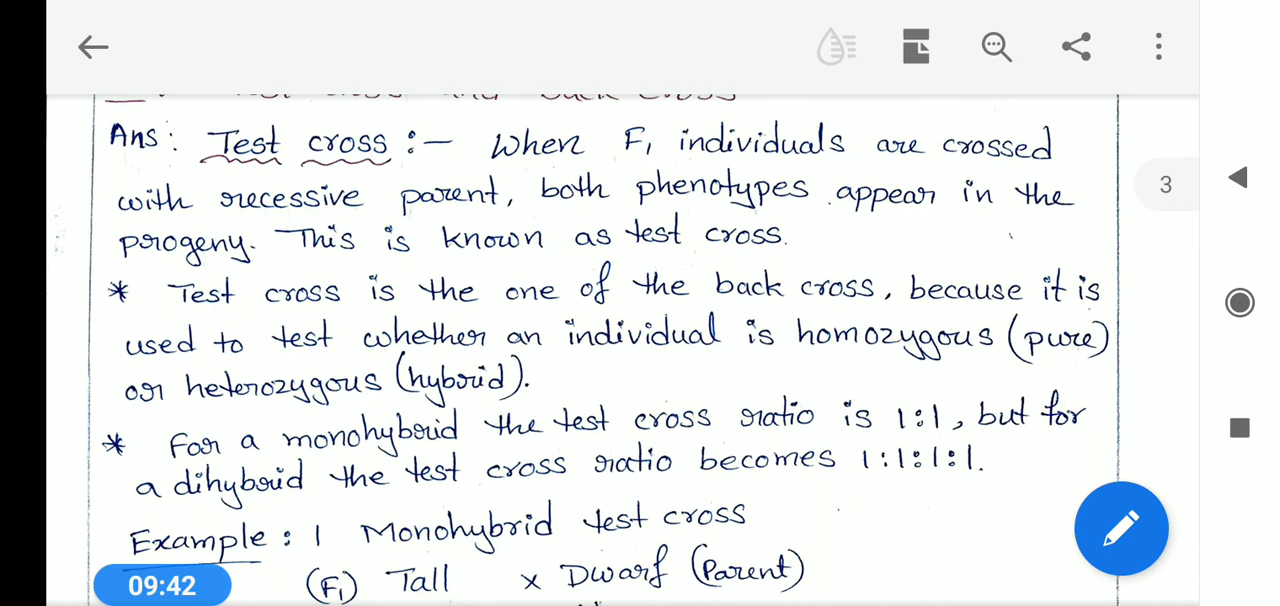 Ans: Test cross :- When F1 individuals are crossed
with recessive parent, both phenotypes appear in the
progeny. This is known as test cross.
* Test cross is the one of the back cross, because it is
used to test whether an individual is homozygous (pure)
or heterozygous (hybrid).
* For a monohybrid the test cross ratio is 1:1, but for
a dihybrid the test cross ratio becomes 1:1:1:1.
Example: 1 Monohybrid test cross
(F1) Tall x Dwarf (Parent)
3
09:42